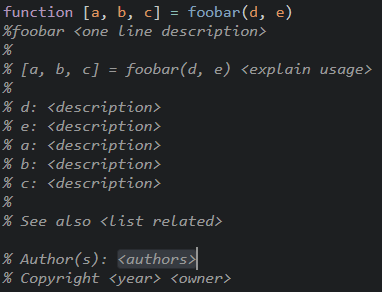 function [a, b, c] = foobar(d, e)
%foobar <one line description>
%
% [a, b, c] = foobar(d, e) <explain usage>
%
% d: <description>
% e: <description>
% a: <description>
% b: <description>
% c: <description>
%
% See also <list related>

% Author(s): <authors>
% Copyright <year> <owner>